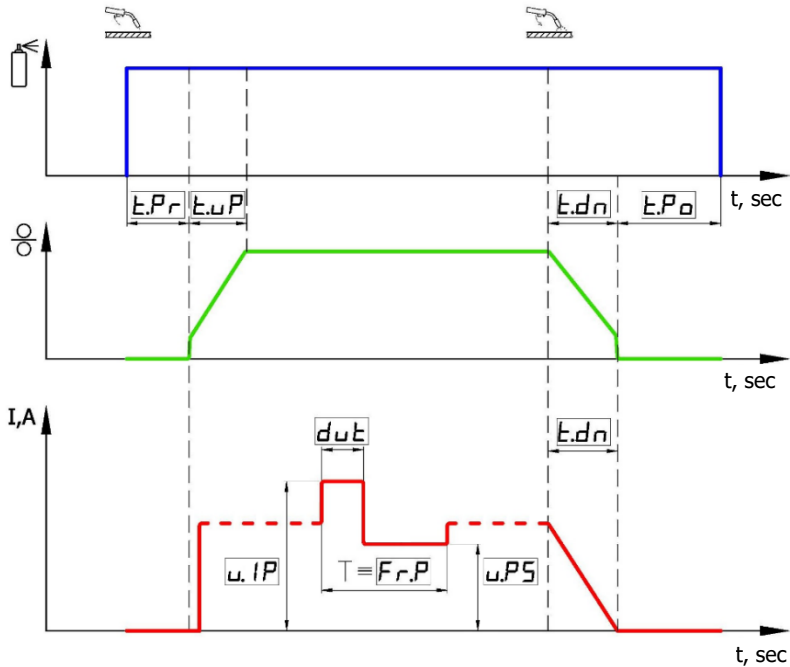 t.Pr t.uP t.dn t.Po t, sec
t, sec
I,A
dut t.dn
u.1P T ≡ Fr.P u.PS
t, sec